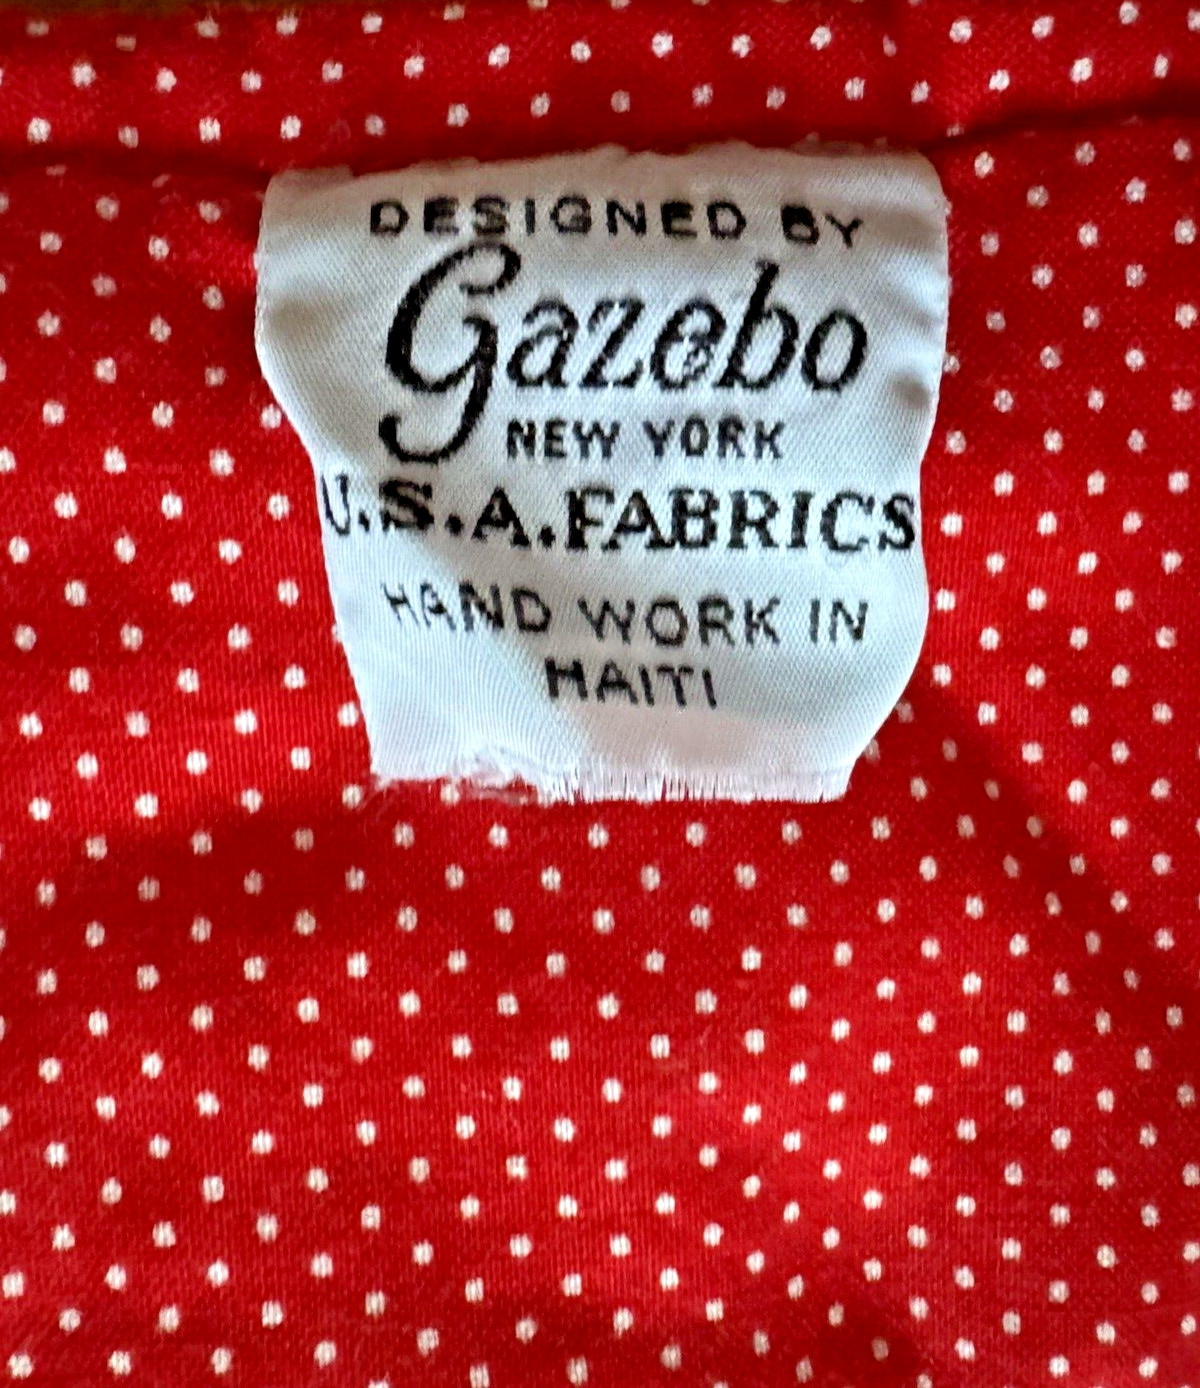 DESIGNED BY
Gazebo
NEW YORK
U.S.A.FABRICS
HAND WORK IN
HAITI